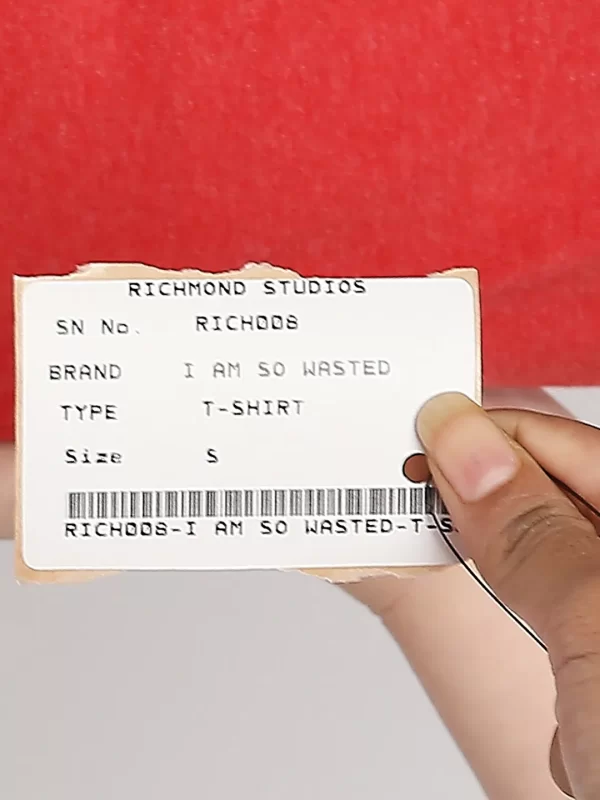 RICHMOND STUDIOS
SN No. RICH008
BRAND I AM SO WASTED
TYPE T-SHIRT
Size S
RICH008-I AM SO WASTED-T-S